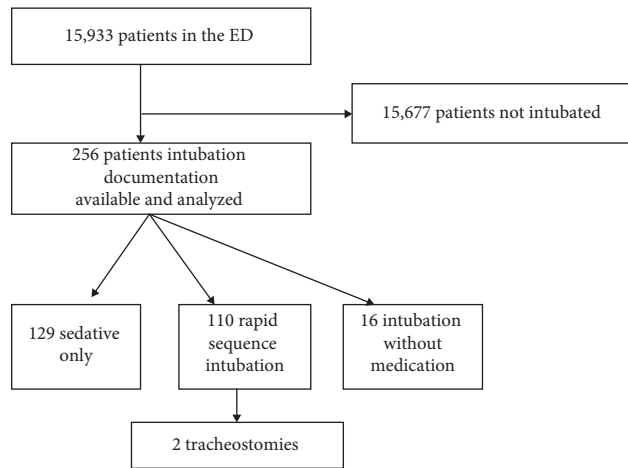 15,933 patients in the ED
15,677 patients not intubated
256 patients intubation
documentation
available and analyzed
129 sedative
only
110 rapid
sequence
intubation
16 intubation
without
medication
2 tracheostomies